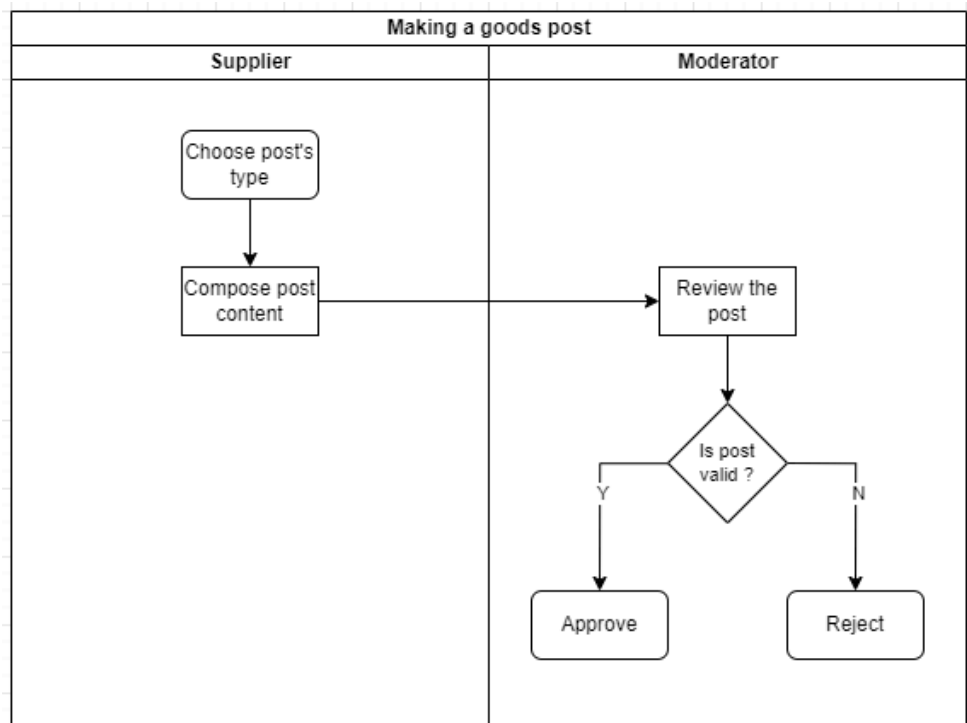 Making a goods post
Supplier
Moderator
Choose post's
type
Compose post
content
Review the
post
Is post
valid ?
Y
N
Approve
Reject